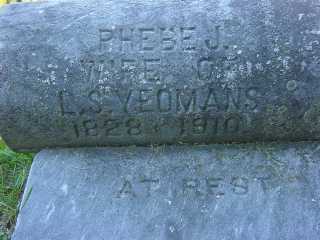 PHEBE J.
WIFE OF
L.S. YEOMANS
1828 - 1910
AT REST